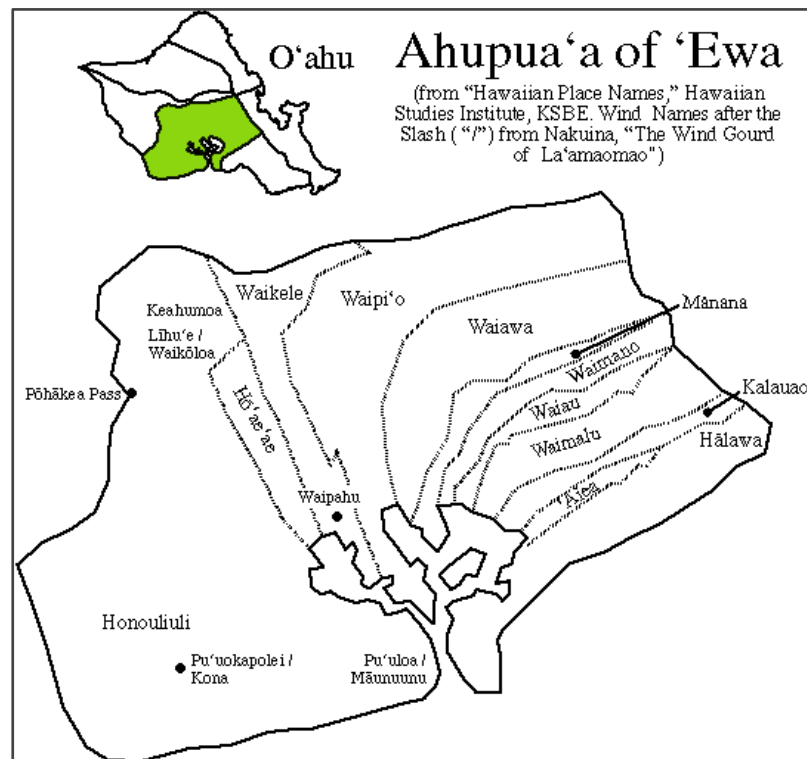 O‘ahu
Ahupua‘a of ‘Ewa
(from “Hawaiian Place Names,” Hawaiian
Studies Institute, KSBE. Wind Names after the
Slash ( “/”) from Nakuina, “The Wind Gourd
of La‘amaomao")
Waikele
Waipi‘o
Keahumoa
Līhu‘e /
Waikōloa
Waiawa
Mānana
Waimano
Pōhākea Pass
Hō‘ae‘ae
Waiau
Kalauao
Waimalu
Hālawa
‘Aiea
Waipahu
Honouliuli
Pu‘uokapolei /
Kona
Pu‘uloa /
Māunuunu